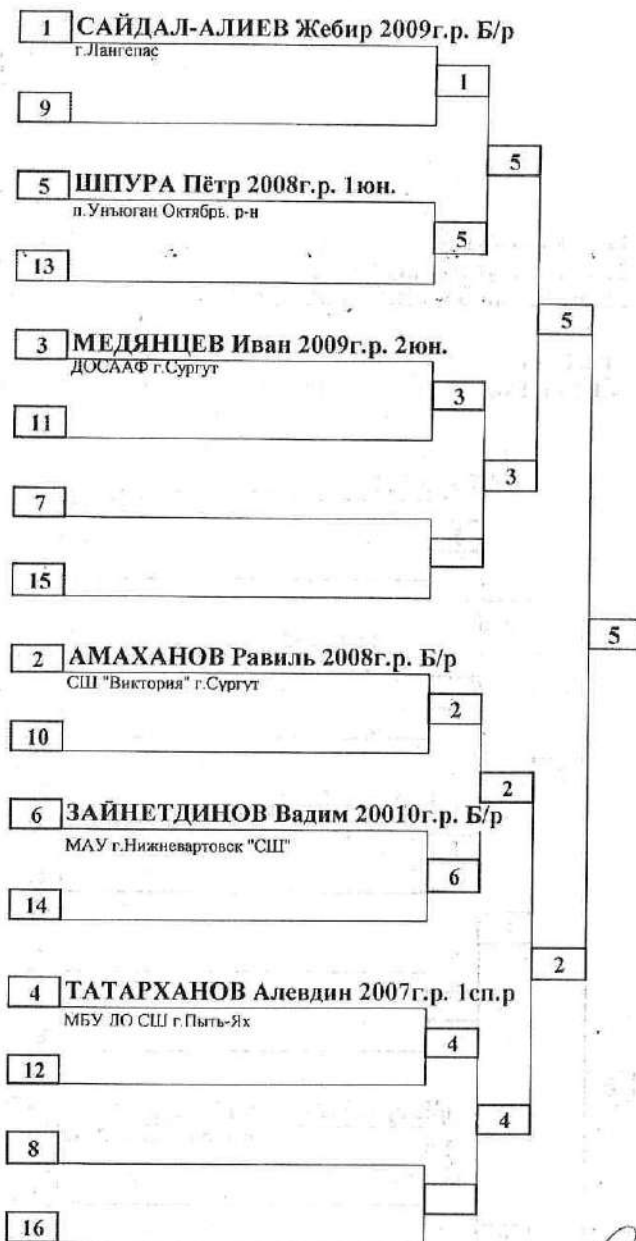 1 САЙДАЛ-АЛИЕВ Жебир 2009г.р. Б/р
г.Лангепас
1
9
5
5 ШПУРА Пётр 2008г.р. 1юн.
п.Унъюган Октябрь. р-н
5
13
5
3 МЕДЯНЦЕВ Иван 2009г.р. 2юн.
ДОСААФ г.Сургут
3
11
3
7
15
5
2 АМАХАНОВ Равиль 2008г.р. Б/р
СШ "Виктория" г.Сургут
2
10
2
6 ЗАЙНЕТДИНОВ Вадим 20010г.р. Б/р
МАУ г.Нижневартовск "СШ"
6
14
2
4 ТАТАРХАНОВ Алевдин 2007г.р. 1сп.р
МБУ ДО СШ г.Пыть-Ях
4
12
4
8
16